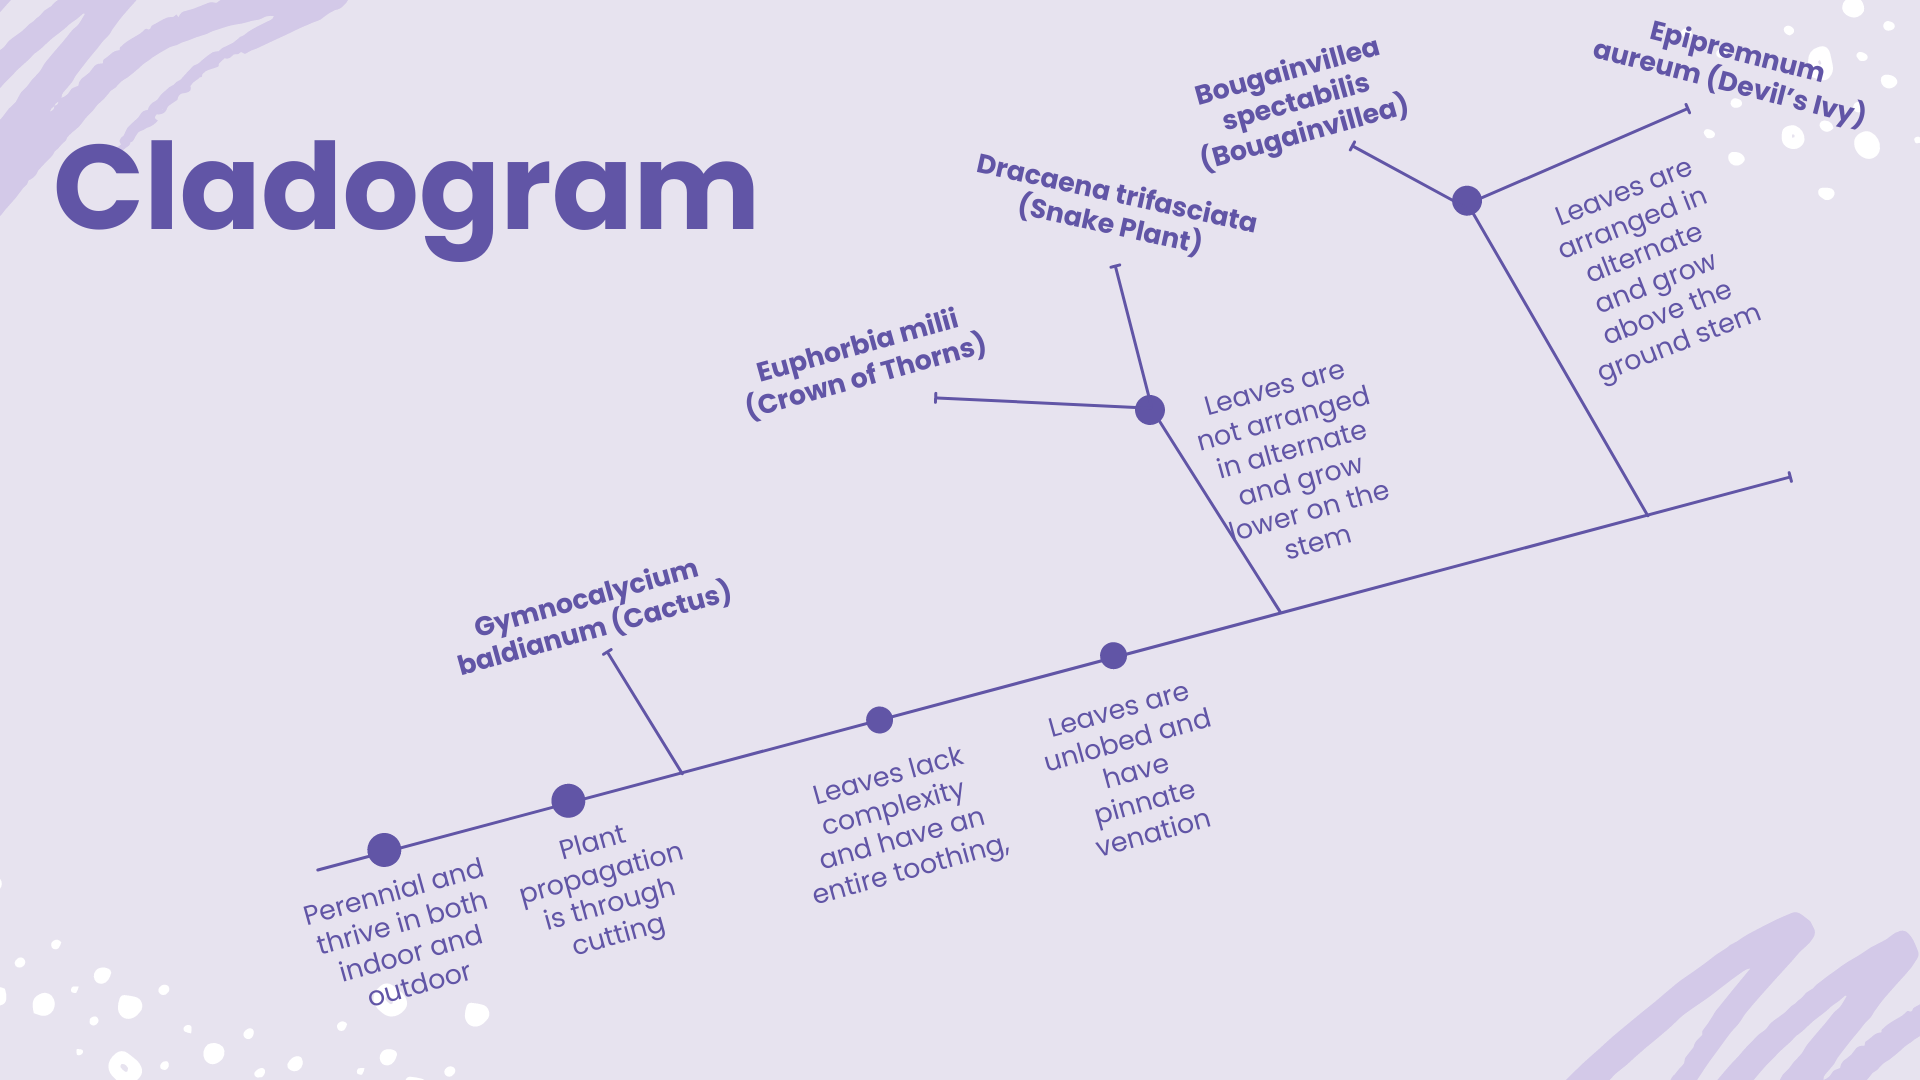 Cladogram
Epipremnum
aureum (Devil's Ivy)
Bougainvillea
spectabilis
(Bougainvillea)
Dracaena trifasciata
(Snake Plant)
Euphorbia milii
(Crown of Thorns)
Gymnocalycium
baldianum (Cactus)
Leaves are
arranged in
alternate
and grow
above the
ground stem
Leaves are
not arranged
in alternate
and grow
lower on the
stem
Leaves are
unlobed and
have
pinnate
venation
Leaves lack
complexity
and have an
entire toothing,
Plant
propagation
is through
cutting
Perennial and
thrive in both
indoor and
outdoor